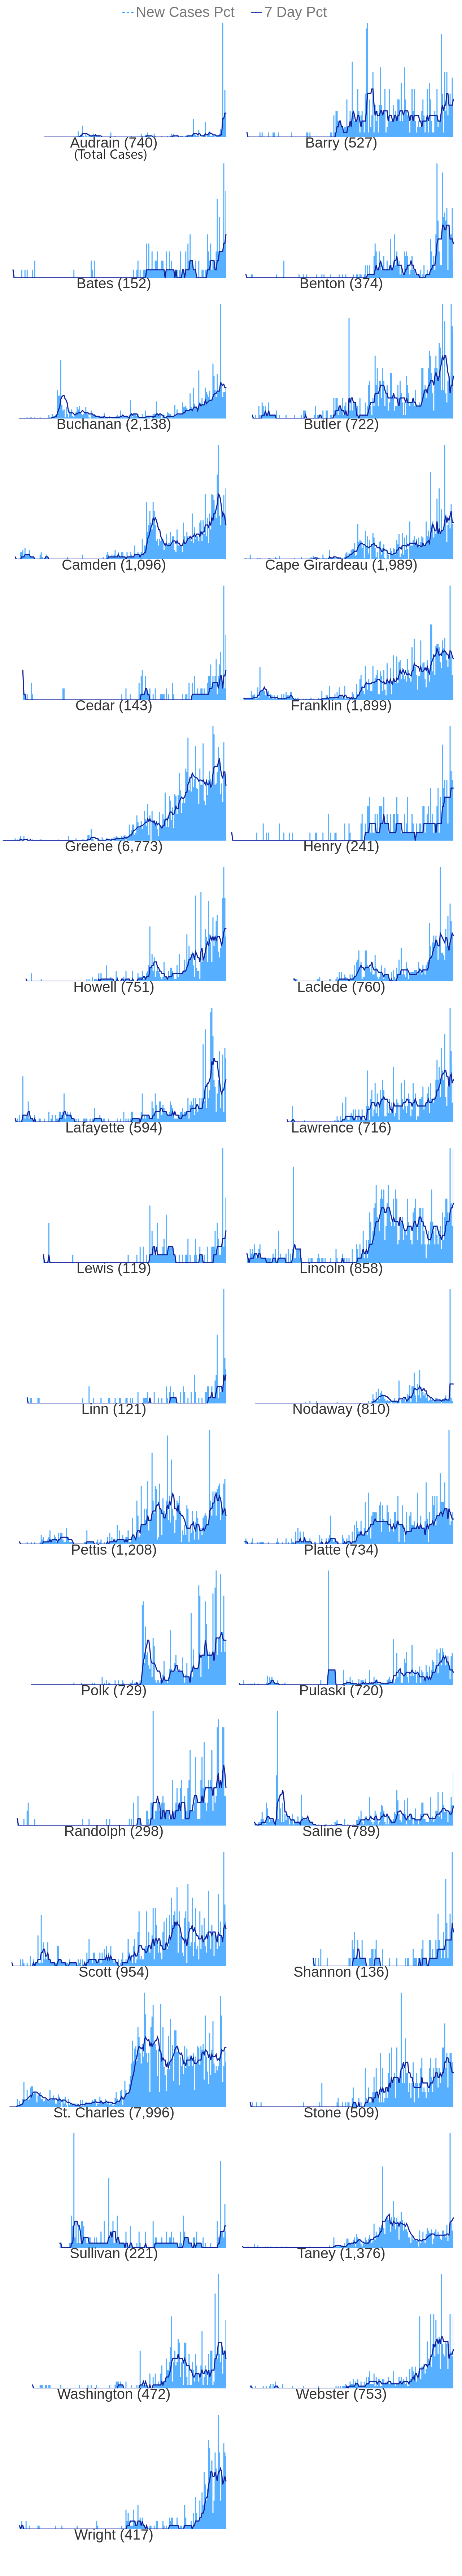 New Cases Pct 7 Day Pct
Audrain (740) Barry (527)
(Total Cases)
Bates (152) Benton (374)
Buchanan (2,138) Butler (722)
Camden (1,096) Cape Girardeau (1,989)
Cedar (143) Franklin (1,899)
Greene (6,773) Henry (241)
Howell (751) Laclede (760)
Lafayette (594) Lawrence (716)
Lewis (119) Lincoln (858)
Linn (121) Nodaway (810)
Pettis (1,208) Platte (734)
Polk (729) Pulaski (720)
Randolph (298) Saline (789)
Scott (954) Shannon (136)
St. Charles (7,996) Stone (509)
Sullivan (221) Taney (1,376)
Washington (472) Webster (753)
Wright (417)